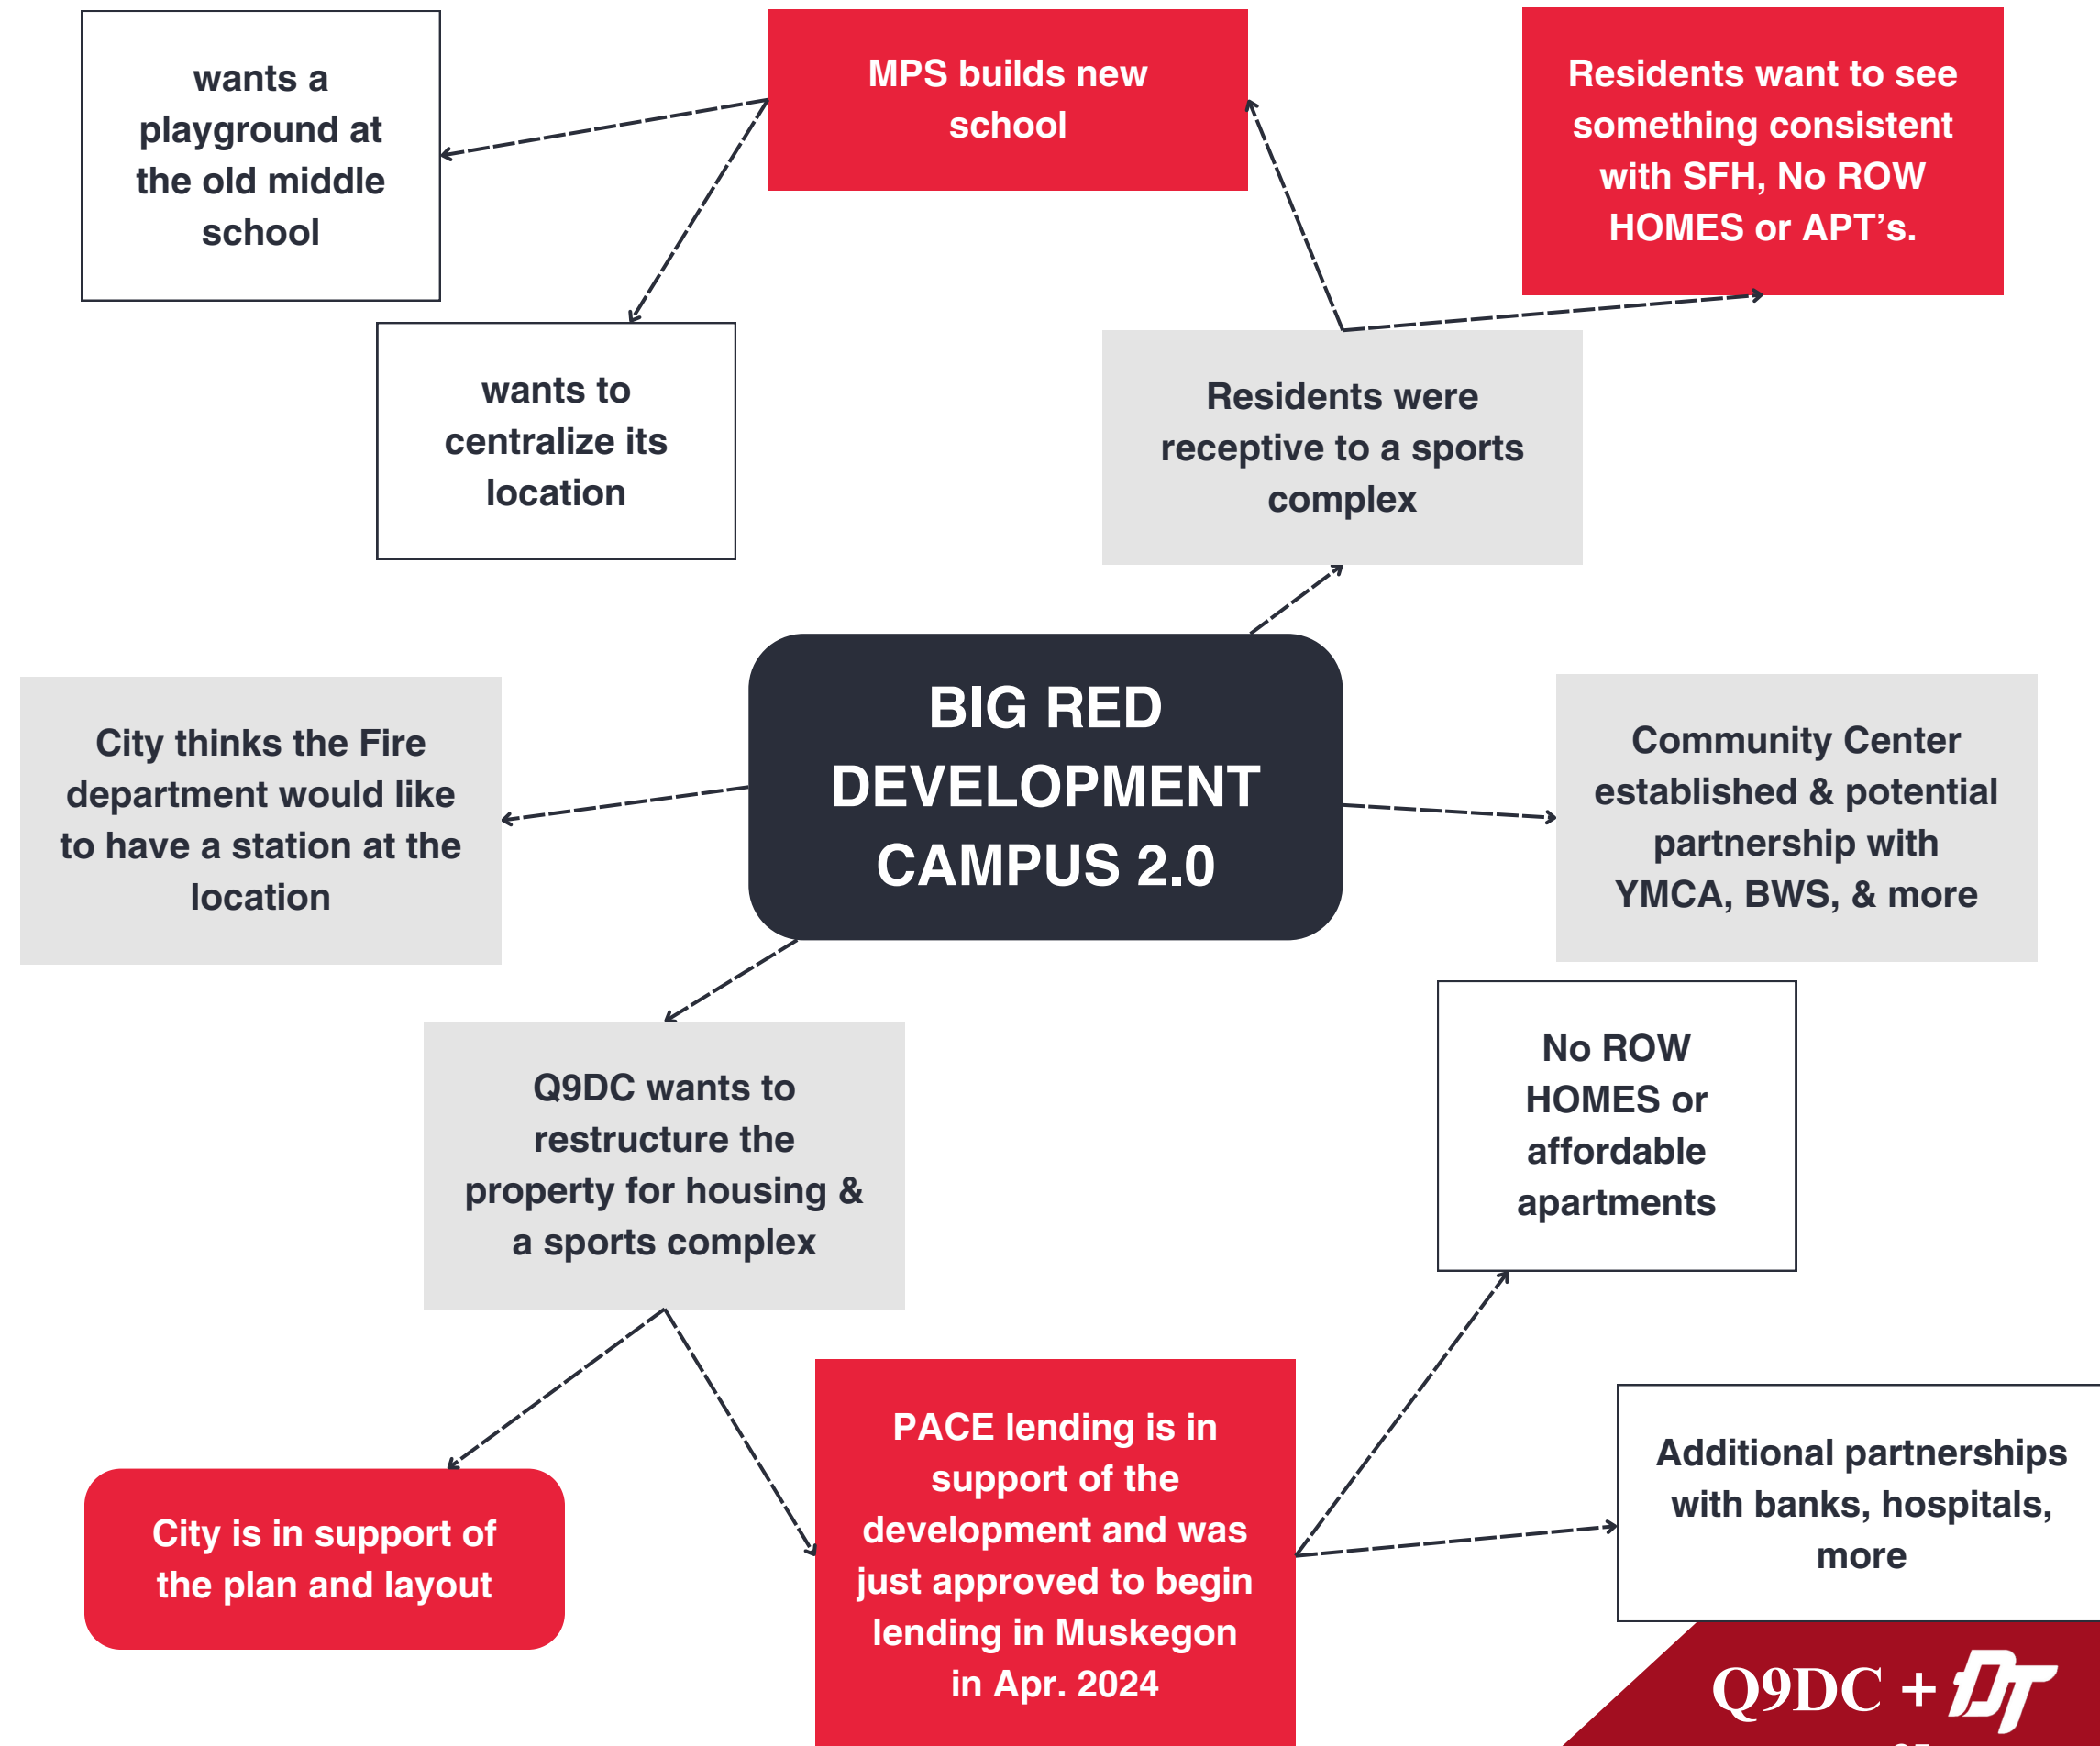 wants a
playground at
the old middle
school
MPS builds new
school
Residents want to see
something consistent
with SFH, No ROW
HOMES or APT’s.
wants to
centralize its
location
Residents were
receptive to a sports
complex
BIG RED
DEVELOPMENT
CAMPUS 2.0
City thinks the Fire
department would like
to have a station at the
location
Community Center
established & potential
partnership with
YMCA, BWS, & more
Q9DC wants to
restructure the
property for housing &
a sports complex
No ROW
HOMES or
affordable
apartments
City is in support of
the plan and layout
PACE lending is in
support of the
development and was
just approved to begin
lending in Muskegon
in Apr. 2024
Additional partnerships
with banks, hospitals,
more
Q9DC + DT